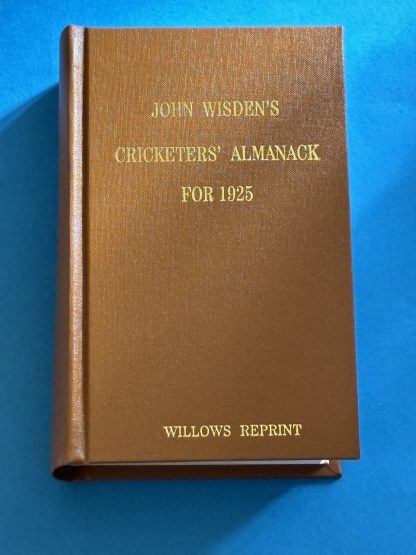 JOHN WISDEN'S
CRICKETERS' ALMANACK
FOR 1925
WILLOWS REPRINT